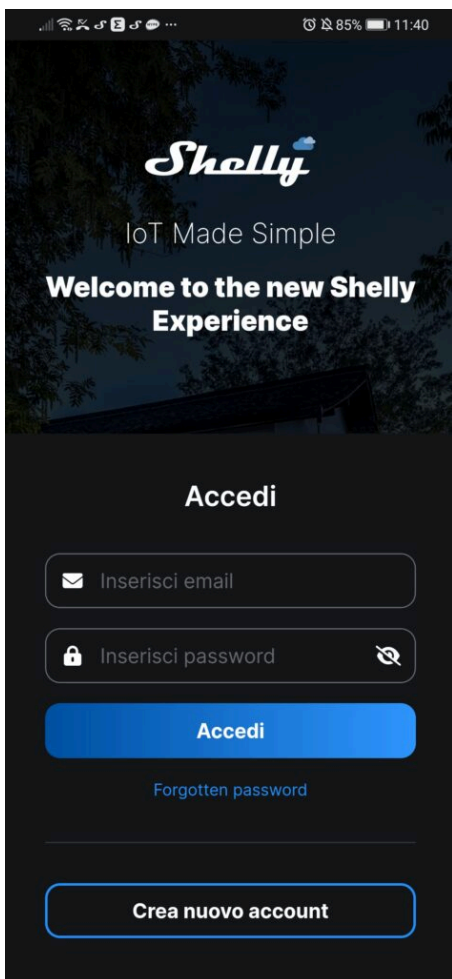 85% 11:40
Shelly
IoT Made Simple
Welcome to the new Shelly
Experience
Accedi
Inserisci email
Inserisci password
Accedi
Forgotten password
Crea nuovo account